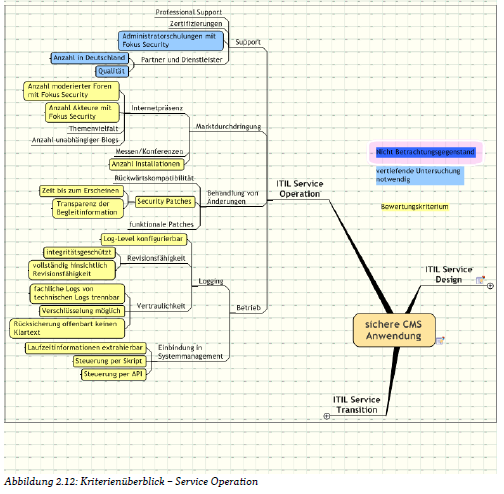 Professional Support
Zertifizierungen
Administratorschulungen mit
Fokus Security
Support
Anzahl in Deutschland
Partner und Dienstleister
Qualität
Anzahl moderierter Foren
mit Fokus Security
Anzahl Akteure mit
Fokus Security
Internetpräsenz
Themenvielfalt
Anzahl unabhängiger Blogs
Marktdurchdringung
Messen/Konferenzen
Anzahl Installationen
Rückwärtskompatibilität
Zeit bis zum Erscheinen
Transparenz der
Begleitinformation
Security Patches
Behandlung von
Änderungen
funktionale Patches
ITIL Service
Operation
Log-Level konfigurierbar
integritätsgeschützt
Revisionsfähigkeit
vollständig hinsichtlich
Revisionsfähigkeit
Logging
fachliche Logs von
technischen Logs trennbar
Verschlüsselung möglich
Vertraulichkeit
Rücksicherung offenbart keinen
Klartext
Betrieb
Laufzeitinformationen extrahierbar
Einbindung in
Systemmanagement
Steuerung per Skript
Steuerung per API
Nicht Betrachtungsgegenstand
vertiefende Untersuchung
notwendig
Bewertungskriterium
ITIL Service
Design
sichere CMS
Anwendung
ITIL Service
Transition
Abbildung 2.12: Kriterienüberblick – Service Operation